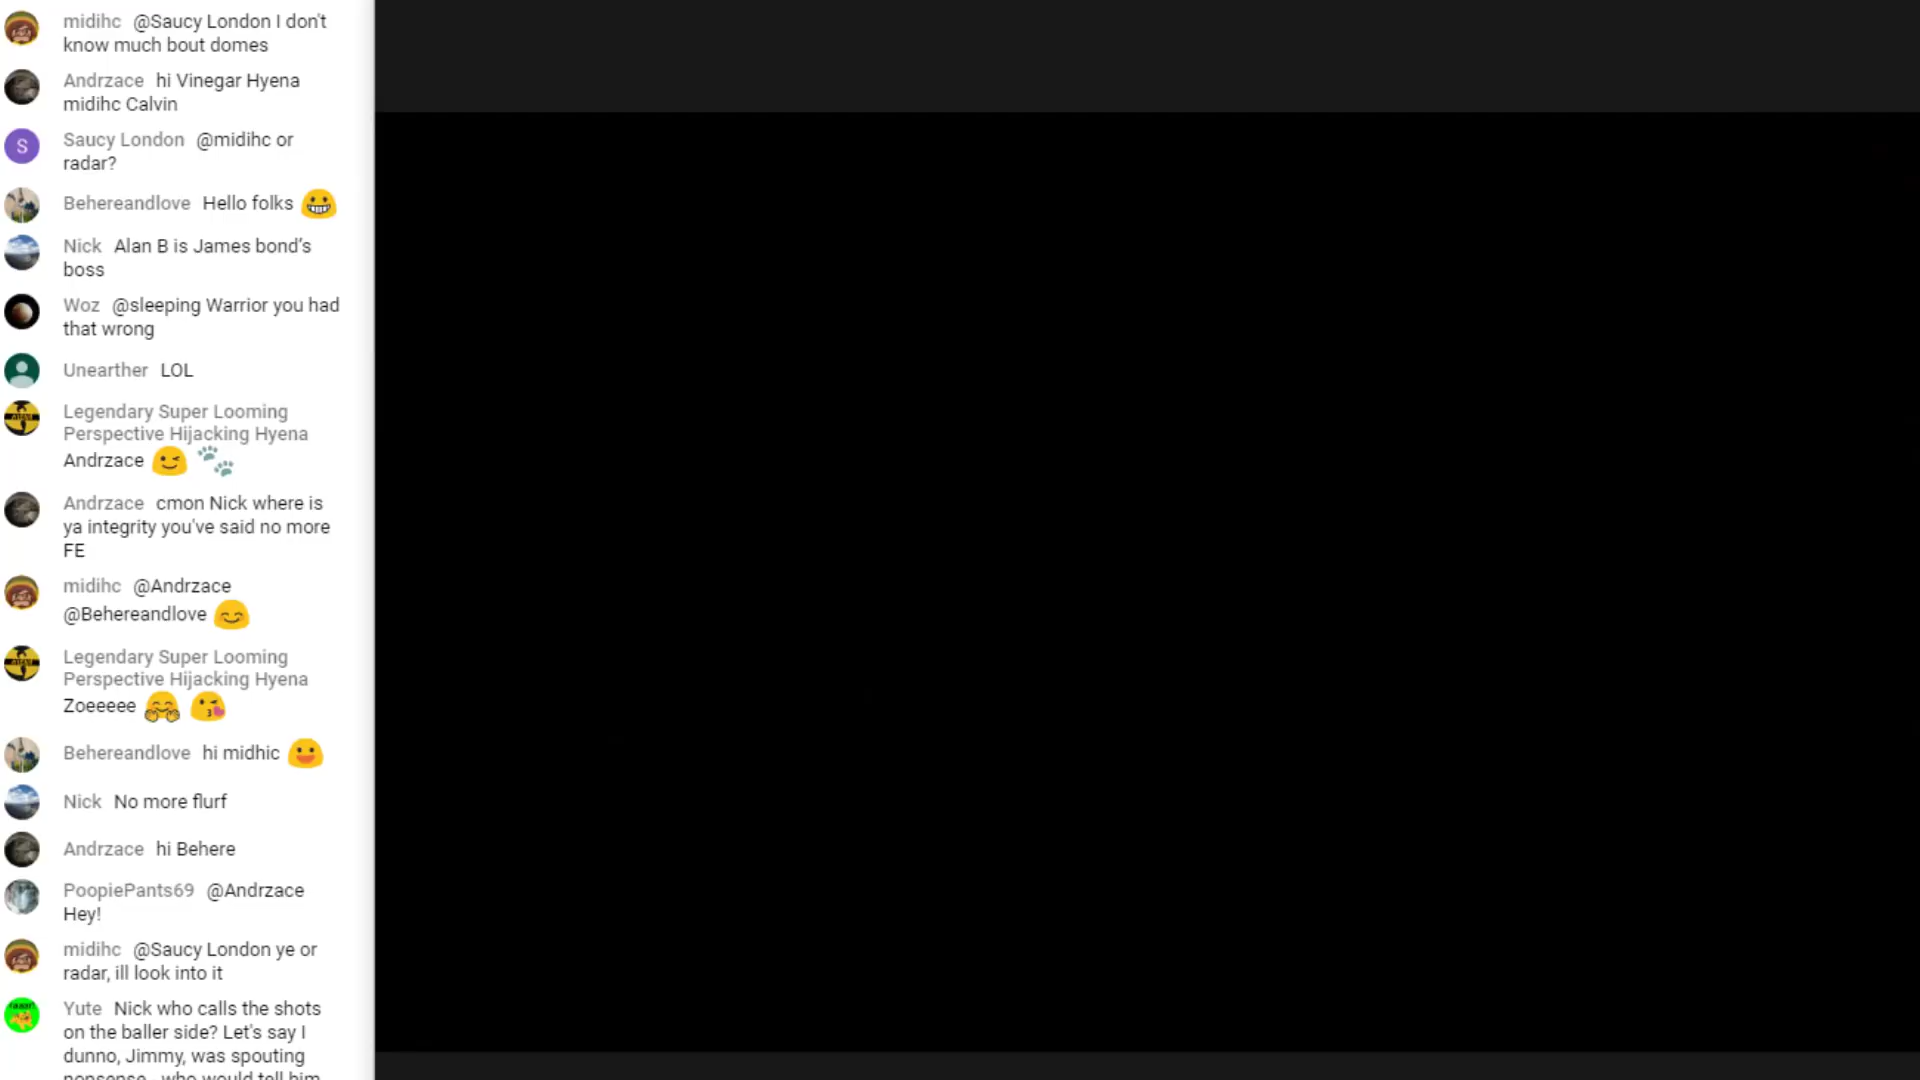 midihc @Saucy London I don't
know much bout domes
Andrzace hi Vinegar Hyena
midihc Calvin
S
Saucy London @midihc or
radar?
Behereandlove Hello folks
Nick Alan B is James bond's
boss
Woz @sleeping Warrior you had
that wrong
Unearther LOL
Legendary Super Looming
Perspective Hijacking Hyena
Andrzace
Andrzace cmon Nick where is
ya integrity you've said no more
FE
midihc @Andrzace
@Behereandlove
Legendary Super Looming
Perspective Hijacking Hyena
Zoeeeee
Behereandlove hi midhic
Nick No more flurf
Andrzace hi Behere
PoopiePants69 @Andrzace
Hey!
midihc @Saucy London ye or
radar, ill look into it
Yute Nick who calls the shots
on the baller side? Let's say I
dunno, Jimmy, was spouting
nonsense.. who would tell him